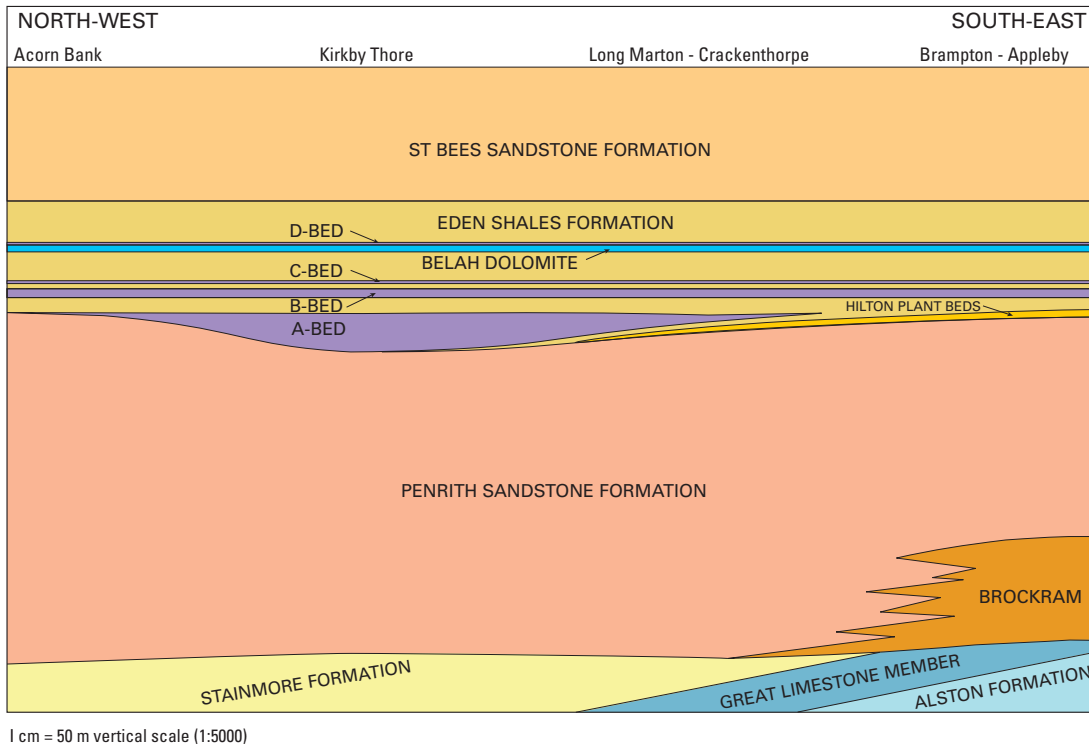 NORTH-WEST
SOUTH-EAST
Acorn Bank
Kirkby Thore
Long Marton - Crackenthorpe
Brampton - Appleby
ST BEES SANDSTONE FORMATION
EDEN SHALES FORMATION
D-BED
BELAH DOLOMITE
C-BED
B-BED
HILTON PLANT BEDS
A-BED
PENRITH SANDSTONE FORMATION
BROCKRAM
STAINMORE FORMATION
GREAT LIMESTONE MEMBER
ALSTON FORMATION
I cm = 50 m vertical scale (1:5000)